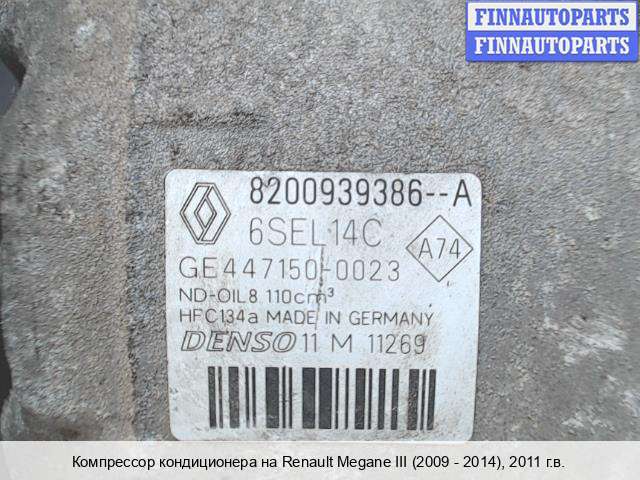 FINNAUTOPARTS
FINNAUTOPARTS
8200939386--A
6SEL14C
A74
GE447150-0023
ND-OIL8 110cm³
HFC134a MADE IN GERMANY
DENSO 11 M 11269
Компрессор кондиционера на Renault Megane III (2009 - 2014), 2011 г.в.